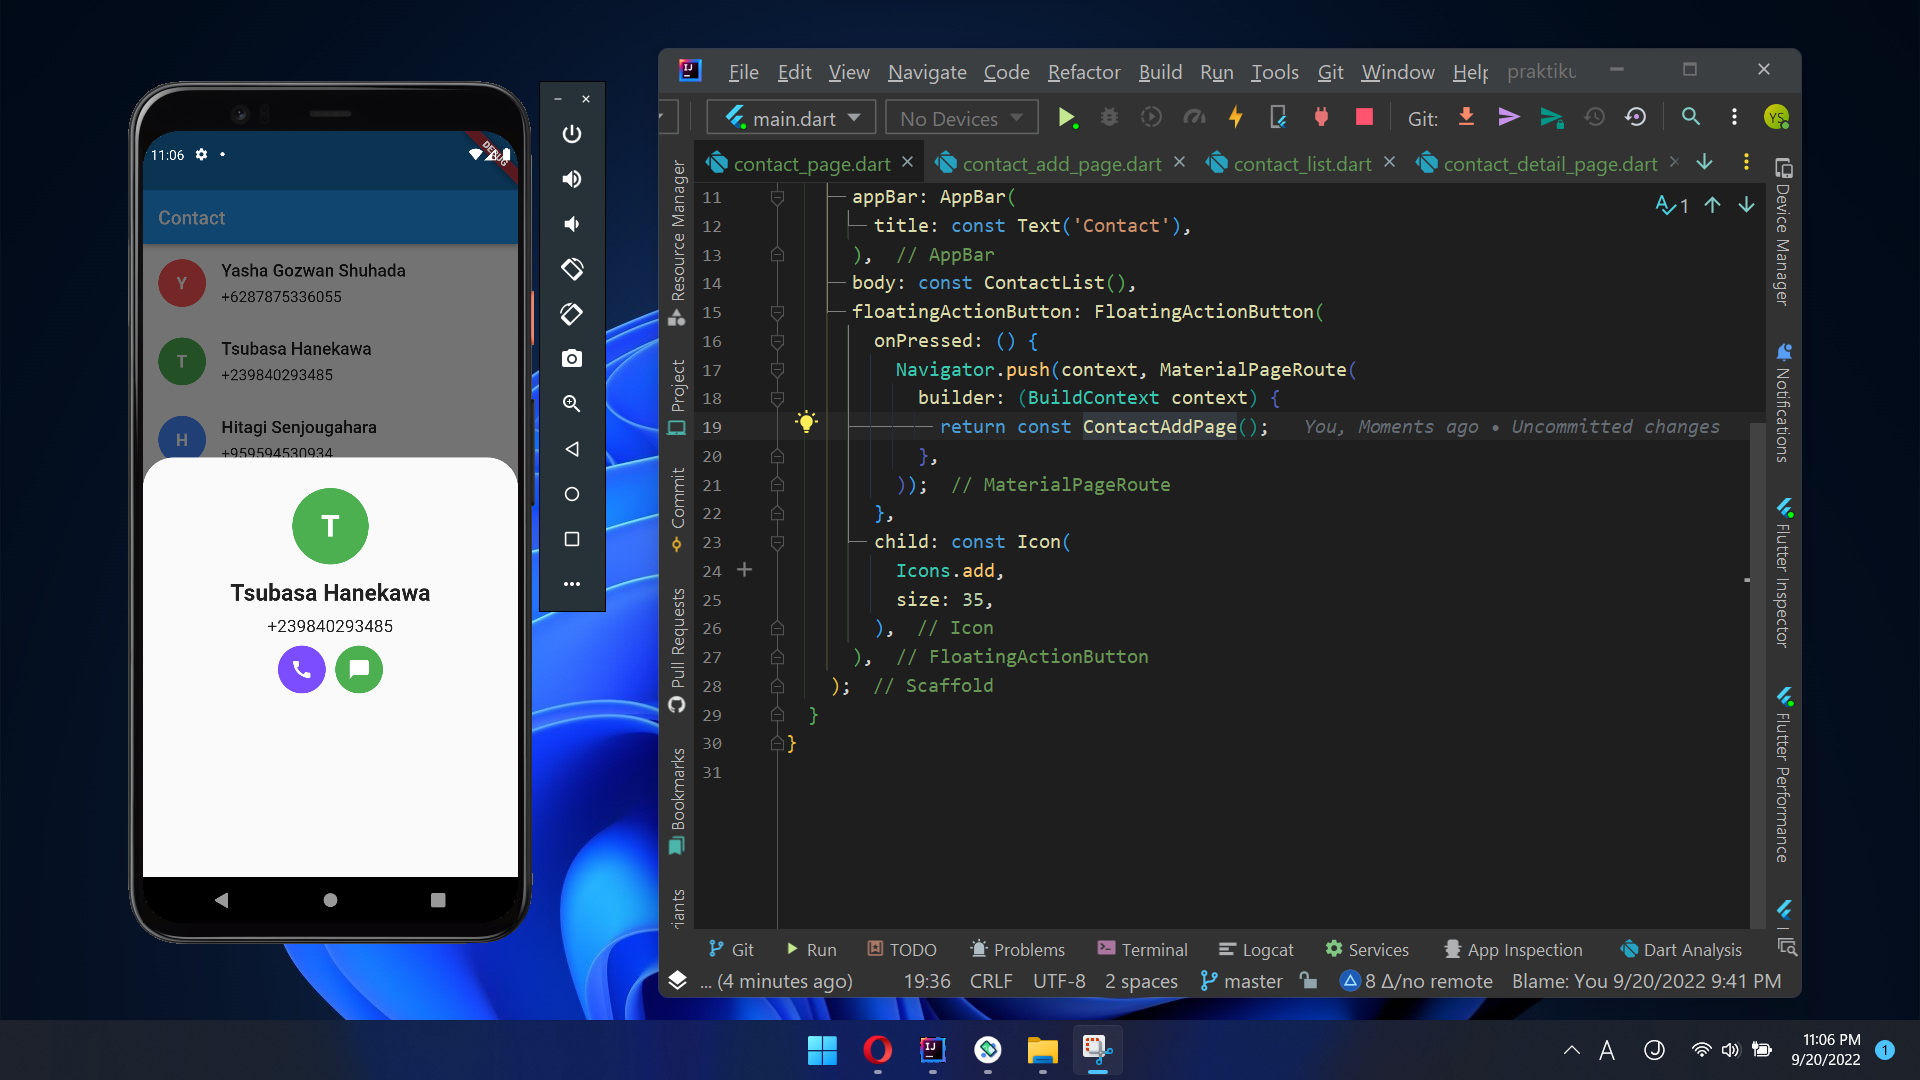 11:06
DEBUG
Contact
Y
Yasha Gozwan Shuhada
+6287875336055
T
Tsubasa Hanekawa
+239840293485
H
Hitagi Senjougahara
+959594530934
T
Tsubasa Hanekawa
+239840293485
IJ
File Edit View Navigate Code Refactor Build Run Tools Git Window Help praktiku
main.dart No Devices Git: YS
contact_page.dart contact_add_page.dart contact_list.dart contact_detail_page.dart
Resource Manager
Project
Commit
Pull Requests
Bookmarks
iants
1
11 appBar: AppBar(
12 title: const Text('Contact'),
13 ), // AppBar
14 body: const ContactList(),
15 floatingActionButton: FloatingActionButton(
16 onPressed: () {
17 Navigator.push(context, MaterialPageRoute(
18 builder: (BuildContext context) {
19 return const ContactAddPage(); You, Moments ago • Uncommitted changes
20 },
21 )); // MaterialPageRoute
22 },
23 child: const Icon(
24 Icons.add,
25 size: 35,
26 ), // Icon
27 ), // FloatingActionButton
28 ); // Scaffold
29 }
30 }
31
Device Manager
Notifications
Flutter Inspector
Flutter Performance
Git Run TODO Problems Terminal Logcat Services App Inspection Dart Analysis
... (4 minutes ago) 19:36 CRLF UTF-8 2 spaces master 8 Δ/no remote Blame: You 9/20/2022 9:41 PM
IJ
A
11:06 PM
9/20/2022
1